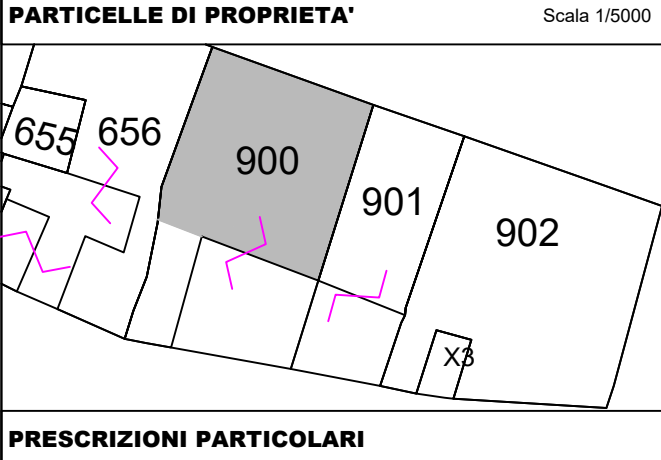 PARTICELLE DI PROPRIETA' Scala 1/5000
655 656 900 901 902
X3
PRESCRIZIONI PARTICOLARI